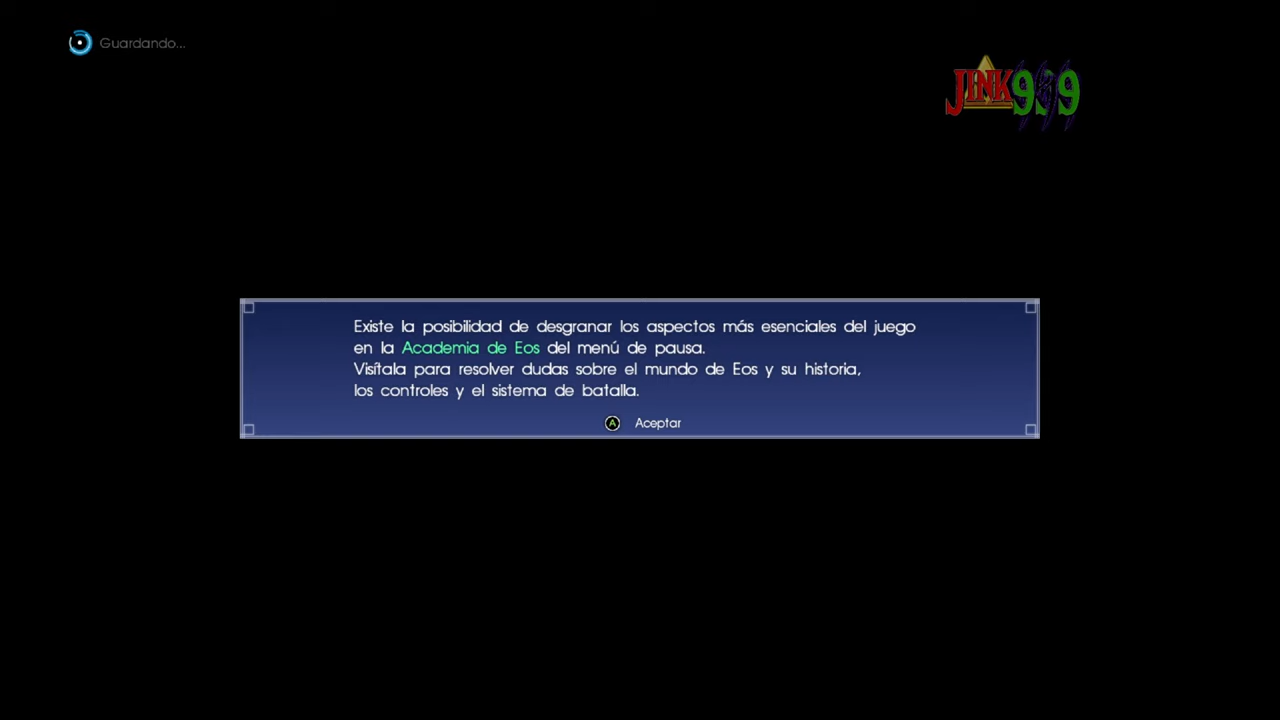 Guardando...
JINK999
Existe la posibilidad de desgranar los aspectos más esenciales del juego
en la Academia de Eos del menú de pausa.
Visítala para resolver dudas sobre el mundo de Eos y su historia,
los controles y el sistema de batalla.
A Aceptar